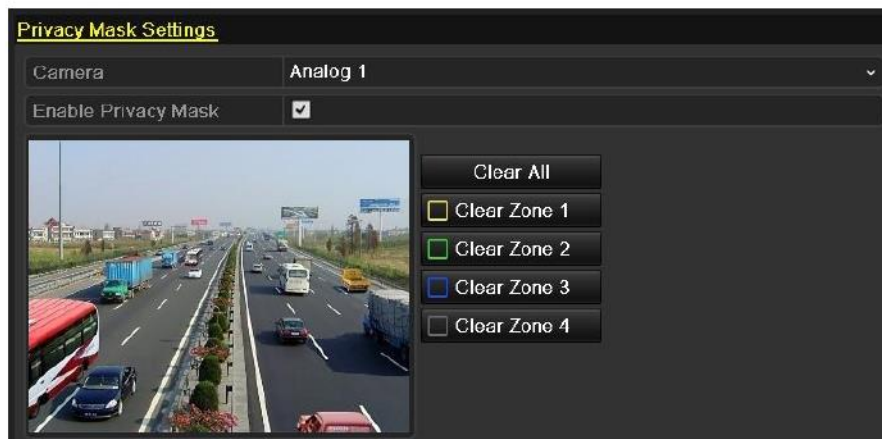 Privacy Mask Settings
Camera Analog 1
Enable Privacy Mask
Clear All
Clear Zone 1
Clear Zone 2
Clear Zone 3
Clear Zone 4